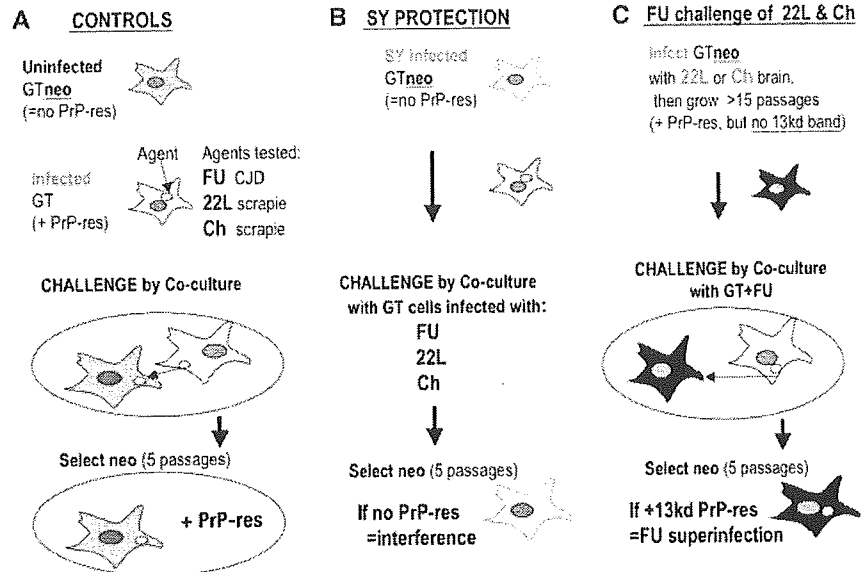 A CONTROLS
Uninfected
GTneo
(=no PrP-res)
Infected
GT
(+ PrP-res)
Agent
Agents tested:
FU CJD
22L scrapie
Ch scrapie
CHALLENGE by Co-culture
Select neo (5 passages)
+ PrP-res
B SY PROTECTION
SY infected
GTneo
(=no PrP-res)
CHALLENGE by Co-culture
with GT cells infected with:
FU
22L
Ch
Select neo (5 passages)
If no PrP-res
=interference
C FU challenge of 22L & Ch
Infect GTneo
with 22L or Ch brain,
then grow >15 passages
(+ PrP-res, but no 13kd band)
CHALLENGE by Co-culture
with GT+FU
Select neo (5 passages)
If +13kd PrP-res
=FU superinfection